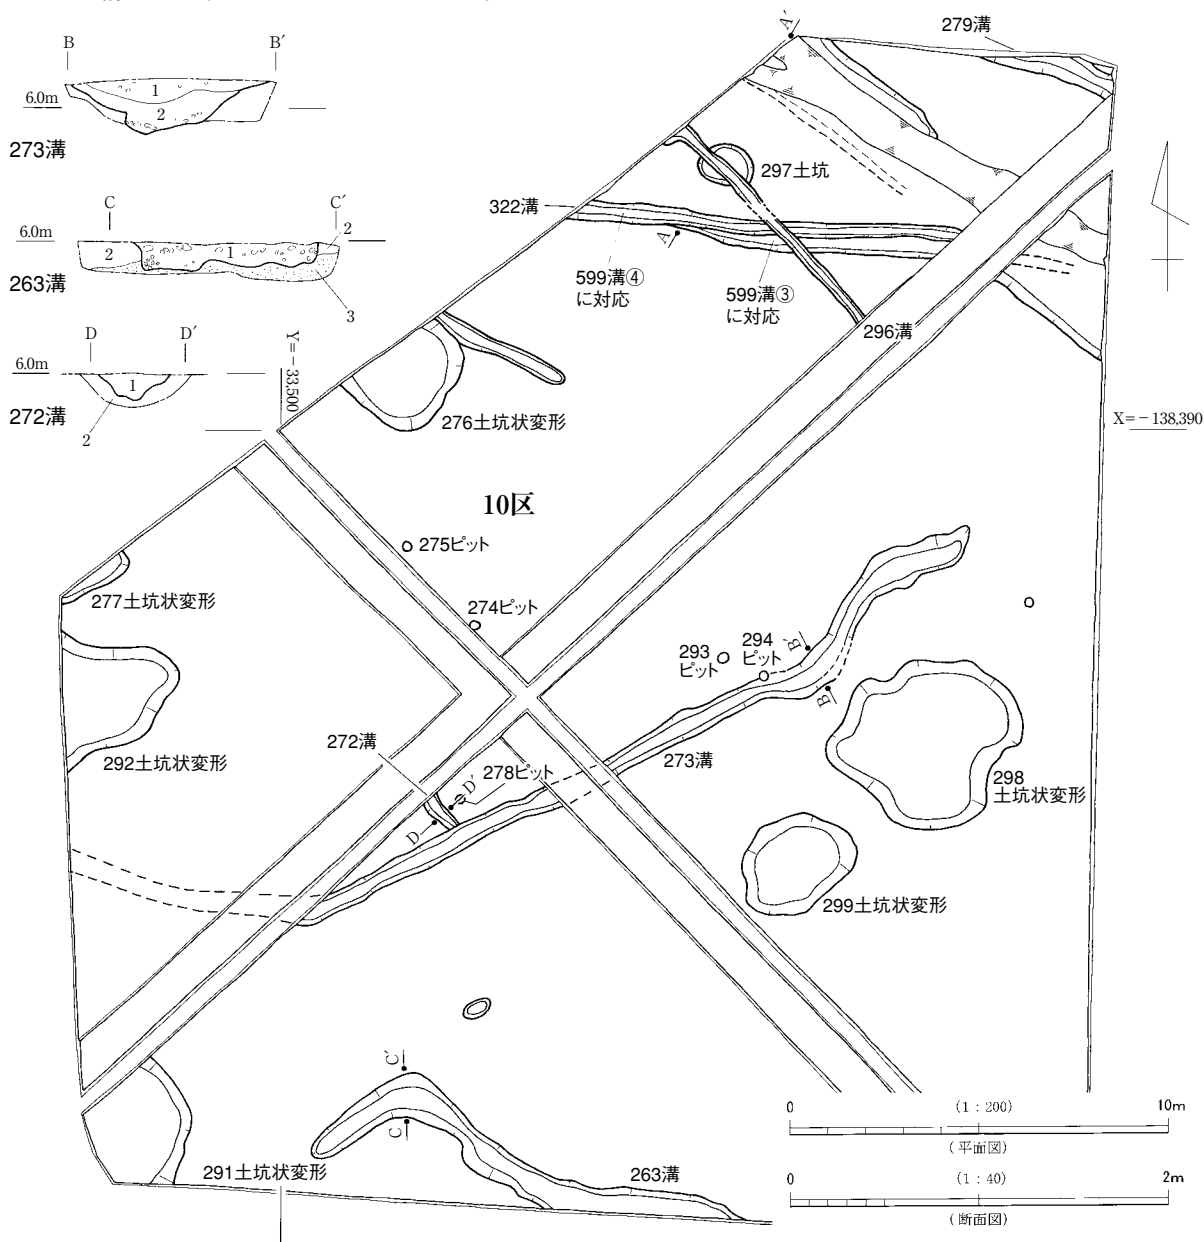 B B′
6.0m
1
2
273溝
C C′
6.0m
2 1 2
3
263溝
D D′
6.0m
1
2
272溝
Y=－33,500
A′
279溝
297土坑
322溝
A
599溝④
に対応
599溝③
に対応
296溝
276土坑状変形
X=－138,390
10区
275ピット
277土坑状変形
274ピット
293
ピット
294
ピット
B′
B
292土坑状変形
272溝
273溝
278ピット
D′
D
298
土坑状変形
299土坑状変形
C′
C
291土坑状変形
263溝
0 (1：200) 10m
(平面図)
0 (1：40) 2m
(断面図)